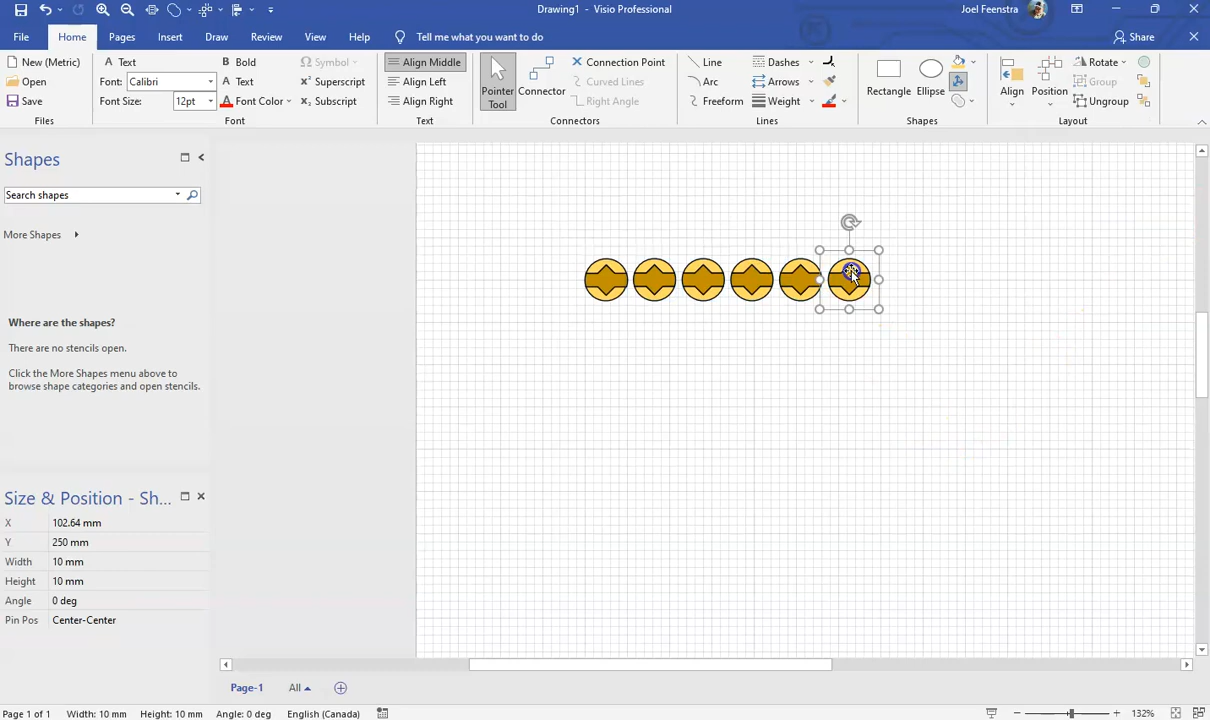 Drawing1 - Visio Professional
Joel Feenstra
File Home Pages Insert Draw Review View Help Tell me what you want to do Share
New (Metric) Text B Bold Symbol Align Middle Connection Point Line Dashes Rotate
Open Font: Calibri A Text Superscript Align Left Curved Lines Arc Arrows Group
Save Font Size: 12pt A Font Color Subscript Align Right Right Angle Freeform Weight Ungroup
Pointer Tool Connector Rectangle Ellipse Align Position
Files Font Text Connectors Lines Shapes Layout
Shapes
Search shapes
More Shapes
Where are the shapes?
There are no stencils open.
Click the More Shapes menu above to
browse shape categories and open stencils.
Size & Position - Sh...
X 102.64 mm
Y 250 mm
Width 10 mm
Height 10 mm
Angle 0 deg
Pin Pos Center-Center
Page-1 All
Page 1 of 1 Width: 10 mm Height: 10 mm Angle: 0 deg English (Canada) 132%